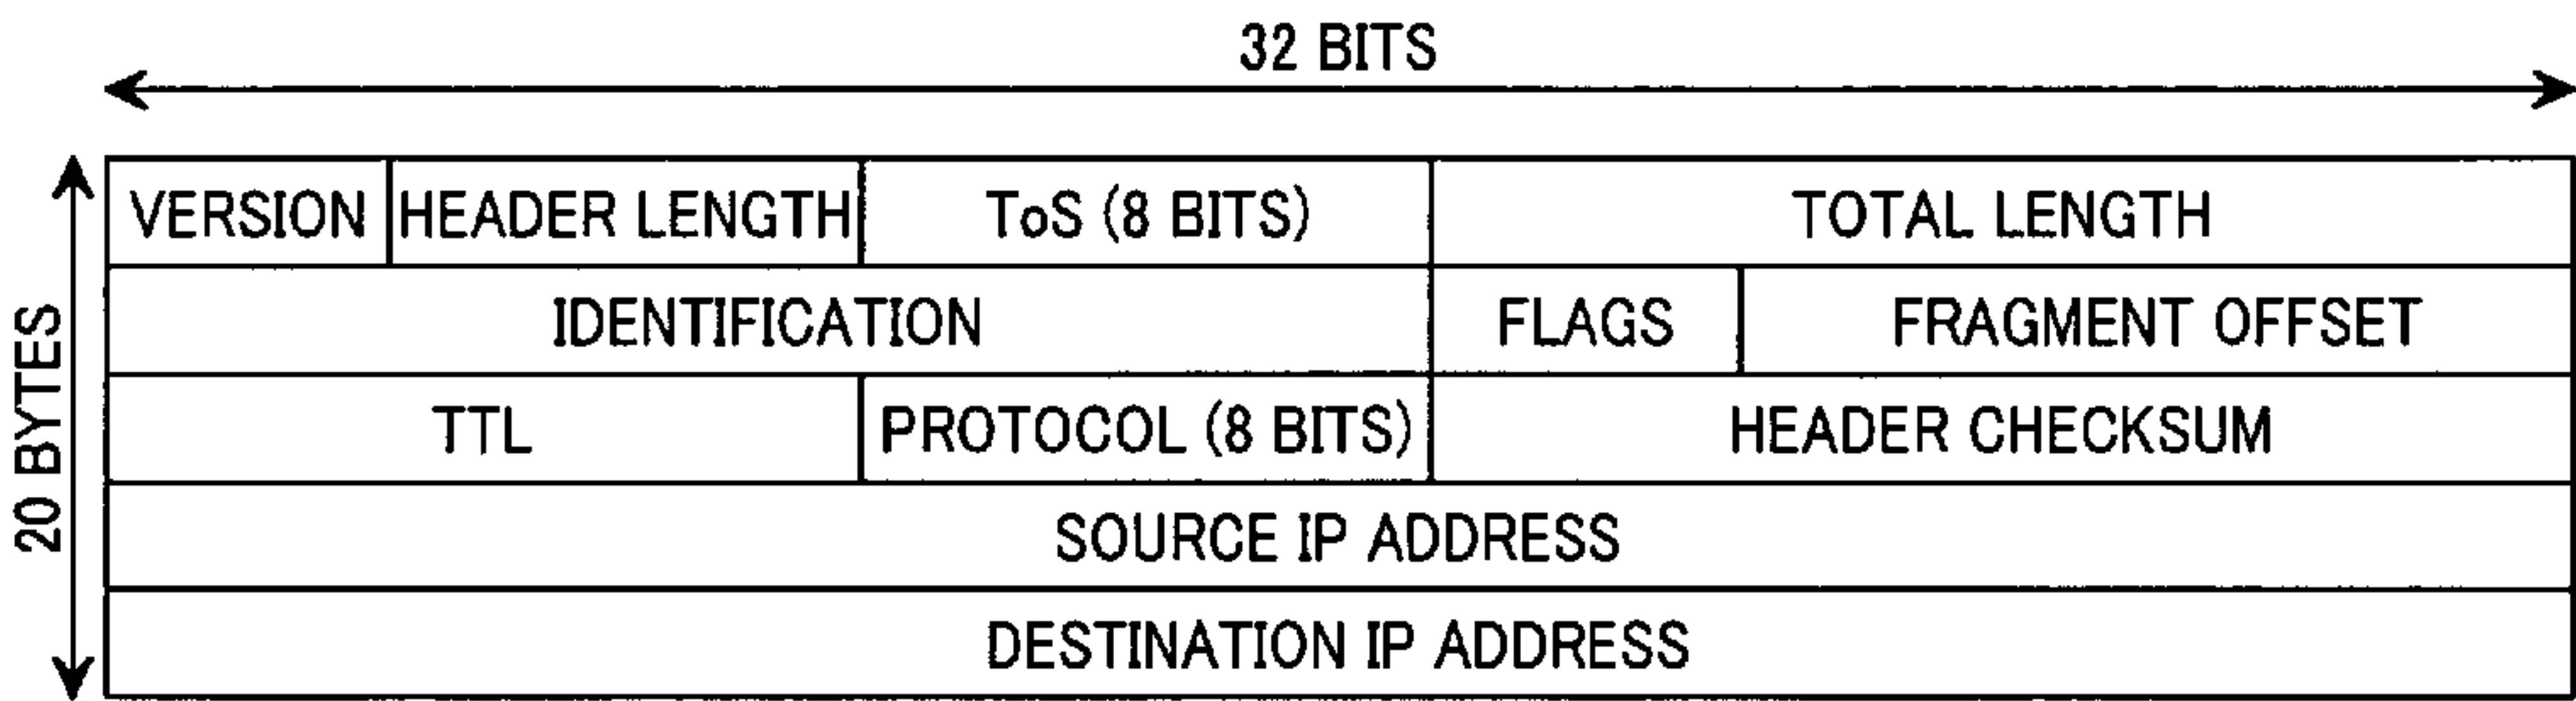 32 BITS
20 BYTES
VERSION HEADER LENGTH ToS (8 BITS) TOTAL LENGTH
IDENTIFICATION FLAGS FRAGMENT OFFSET
TTL PROTOCOL (8 BITS) HEADER CHECKSUM
SOURCE IP ADDRESS
DESTINATION IP ADDRESS